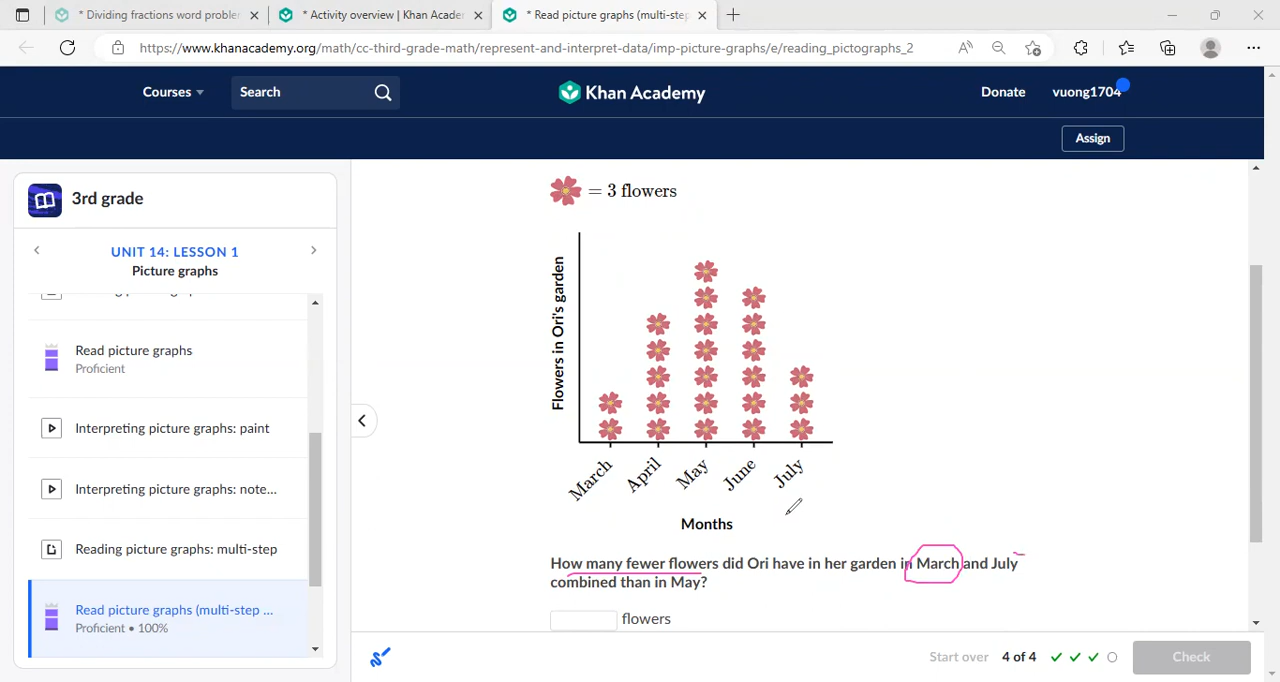 * Dividing fractions word proble
* Activity overview | Khan Acade
* Read picture graphs (multi-step
https://www.khanacademy.org/math/cc-third-grade-math/represent-and-interpret-data/imp-picture-graphs/e/reading_pictographs_2
Courses
Search
Khan Academy
Donate
vuong1704
Assign
3rd grade
UNIT 14: LESSON 1
Picture graphs
Read picture graphs
Proficient
Interpreting picture graphs: paint
Interpreting picture graphs: note...
Reading picture graphs: multi-step
Read picture graphs (multi-step ...
Proficient • 100%
= 3 flowers
Flowers in Ori's garden
March
April
May
June
July
Months
How many fewer flowers did Ori have in her garden in March and July
combined than in May?
flowers
Start over
4 of 4
Check